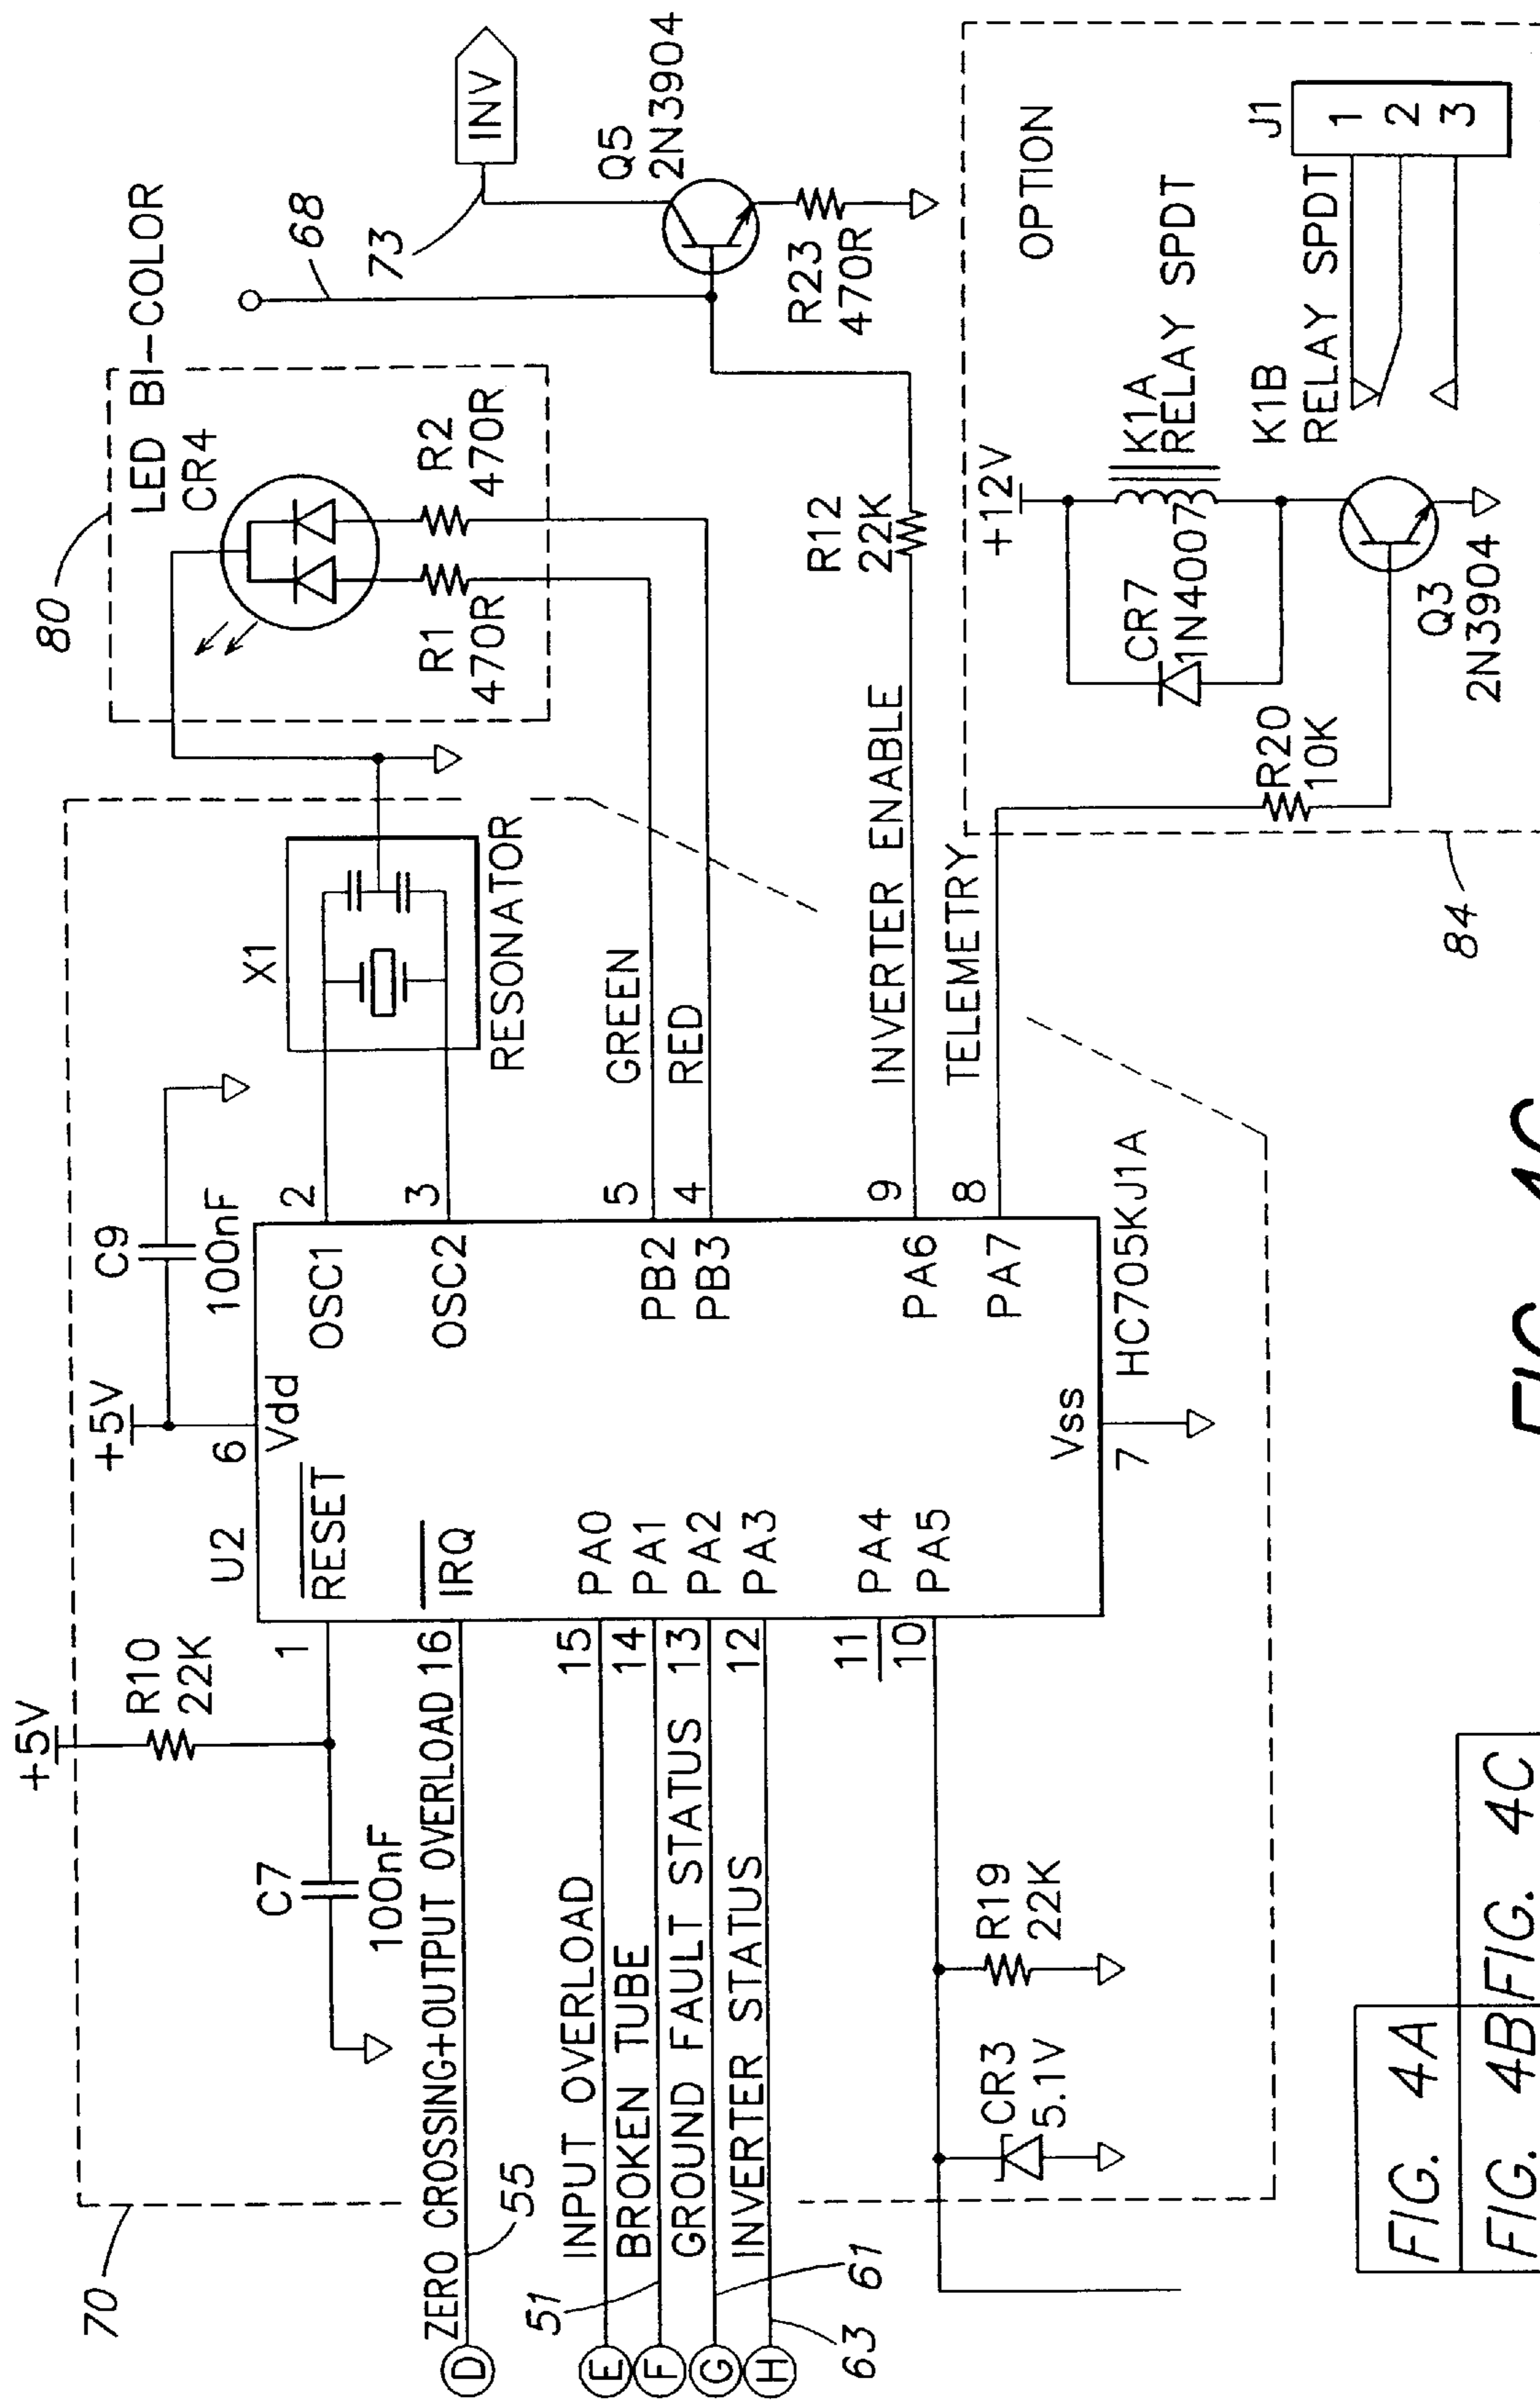 +5V
R10
22K
C7
100nF
+5V
C9
100nF
80
LED BI-COLOR
CR4
R1
470R
R2
470R
68
73
INV
Q5
2N3904
R23
470R
70
U2
6
Vdd
1
RESET
16
IRQ
15
PA0
14
PA1
13
PA2
12
PA3
11
PA4
10
PA5
OSC1
2
OSC2
3
PB2
5
PB3
4
PA6
9
PA7
8
Vss
7
HC705KJ1A
X1
RESONATOR
GREEN
RED
INVERTER ENABLE
R12
22K
TELEMETRY
D
ZERO CROSSING+OUTPUT OVERLOAD
55
E
INPUT OVERLOAD
51
F
BROKEN TUBE
G
GROUND FAULT STATUS
61
H
INVERTER STATUS
63
CR3
5.1V
R19
22K
OPTION
+12V
CR7
1N4007
K1A
RELAY SPDT
K1B
RELAY SPDT
J1
1
2
3
R20
10K
Q3
2N3904
84
FIG. 4A
FIG. 4B
FIG. 4C